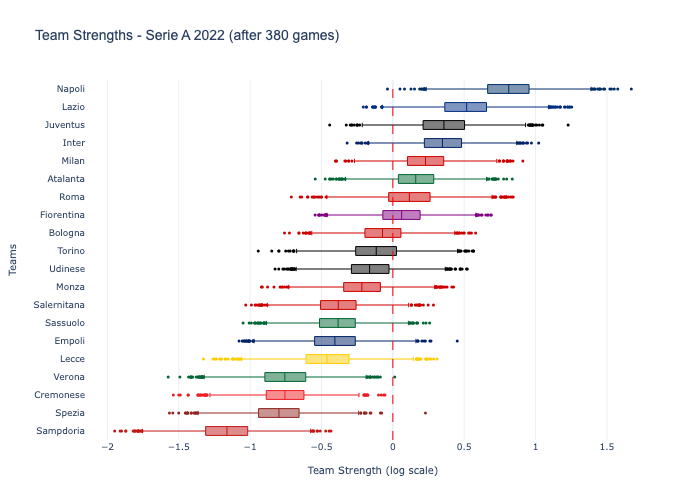 Team Strengths - Serie A 2022 (after 380 games)
Napoli
Lazio
Juventus
Inter
Milan
Atalanta
Roma
Fiorentina
Bologna
Torino
Udinese
Monza
Salernitana
Sassuolo
Empoli
Lecce
Verona
Cremonese
Spezia
Sampdoria
Teams
−2 −1.5 −1 −0.5 0 0.5 1 1.5
Team Strength (log scale)